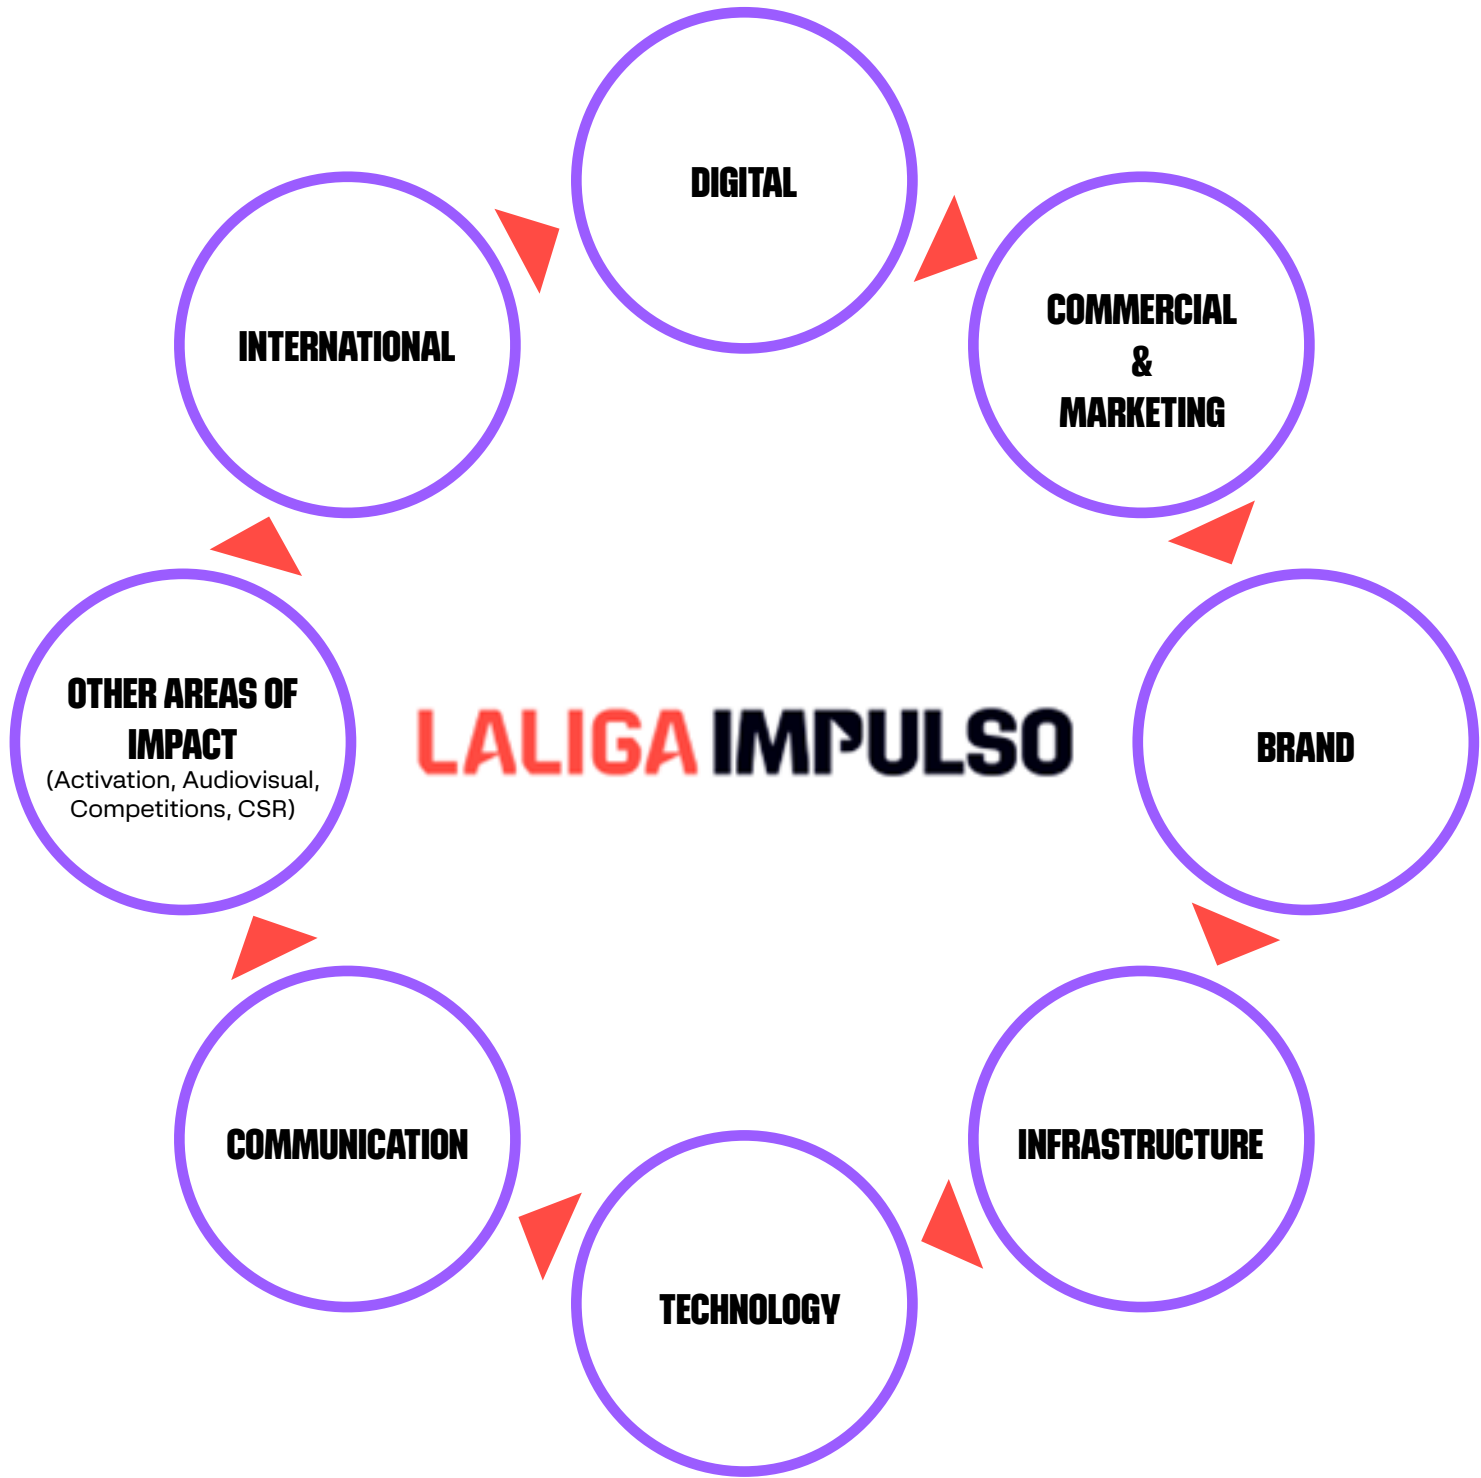 DIGITAL
COMMERCIAL
&
MARKETING
INTERNATIONAL
OTHER AREAS OF
IMPACT
(Activation, Audiovisual,
Competitions, CSR)
LALIGA IMPULSO
BRAND
COMMUNICATION
INFRASTRUCTURE
TECHNOLOGY